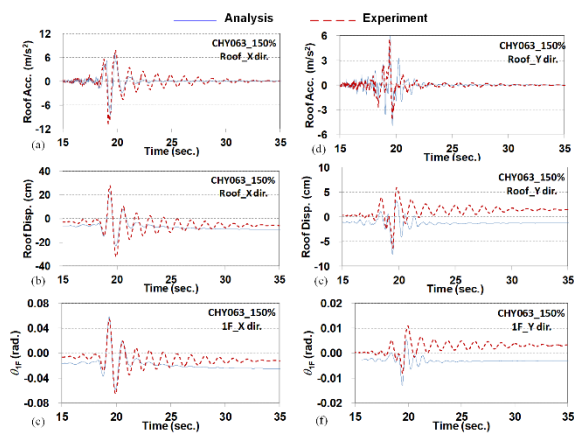 Analysis Experiment
12
6
0
-6
-12
Roof Acc. (m/s²)
CHY063_150%
Roof_X dir.
(a)
15 20 25 30 35
Time (sec.)
6
3
0
-3
-6
Roof Acc. (m/s²)
CHY063_150%
Roof_Y dir.
(d)
15 20 25 30 35
Time (sec.)
40
20
0
-20
-40
Roof Disp. (cm)
CHY063_150%
Roof_X dir.
(b)
15 20 25 30 35
Time (sec.)
10
5
0
-5
-10
Roof Disp. (cm)
CHY063_150%
Roof_Y dir.
15 20 25 30 35
Time (sec.)
0.08
0.04
0.00
-0.04
-0.08
θ1F (rad.)
CHY063_150%
1F_X dir.
(c)
15 20 25 30 35
Time (sec.)
0.02
0.01
0.00
-0.01
-0.02
θ1F (rad.)
CHY063_150%
1F_Y dir.
(f)
15 20 25 30 35
Time (sec.)